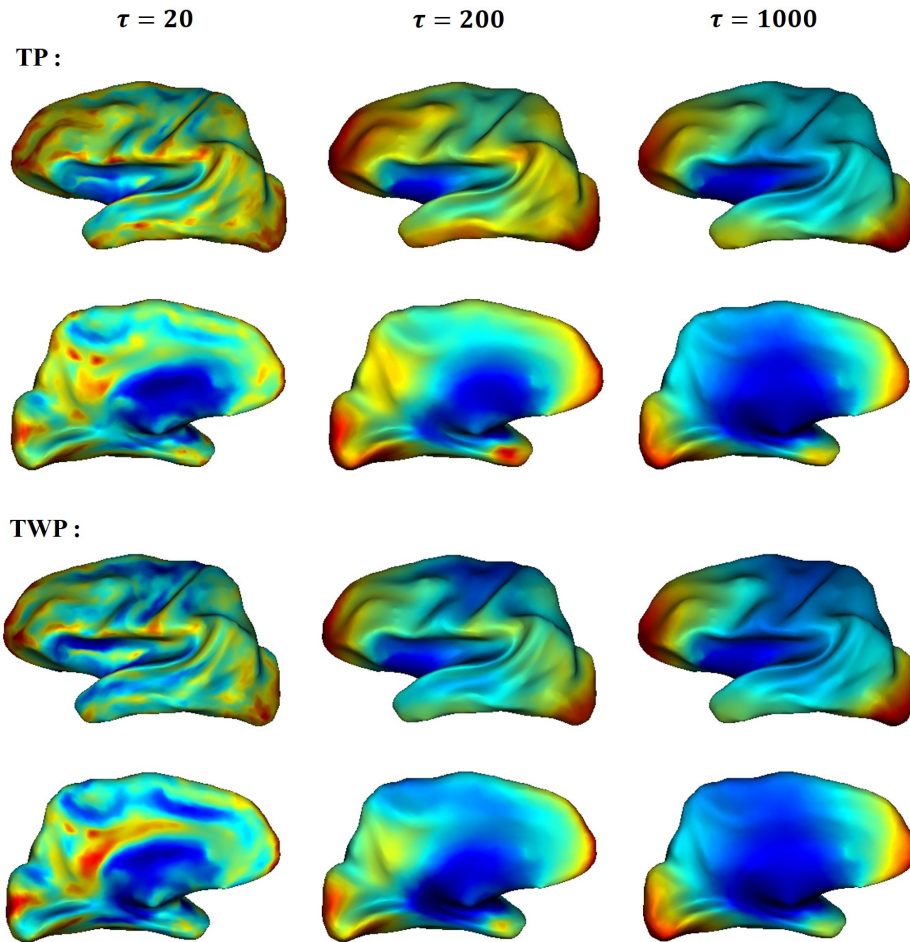 τ = 20 τ = 200 τ = 1000
TP :
TWP :